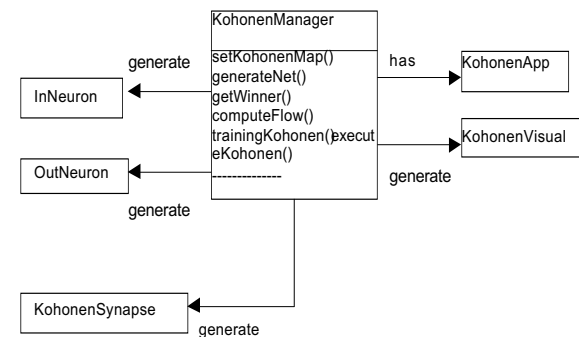 KohonenManager
setKohonenMap()
generateNet()
getWinner()
computeFlow()
trainingKohonen()execut
eKohonen()
--------------
generate
InNeuron
OutNeuron
generate
KohonenSynapse
generate
has
KohonenApp
KohonenVisual
generate